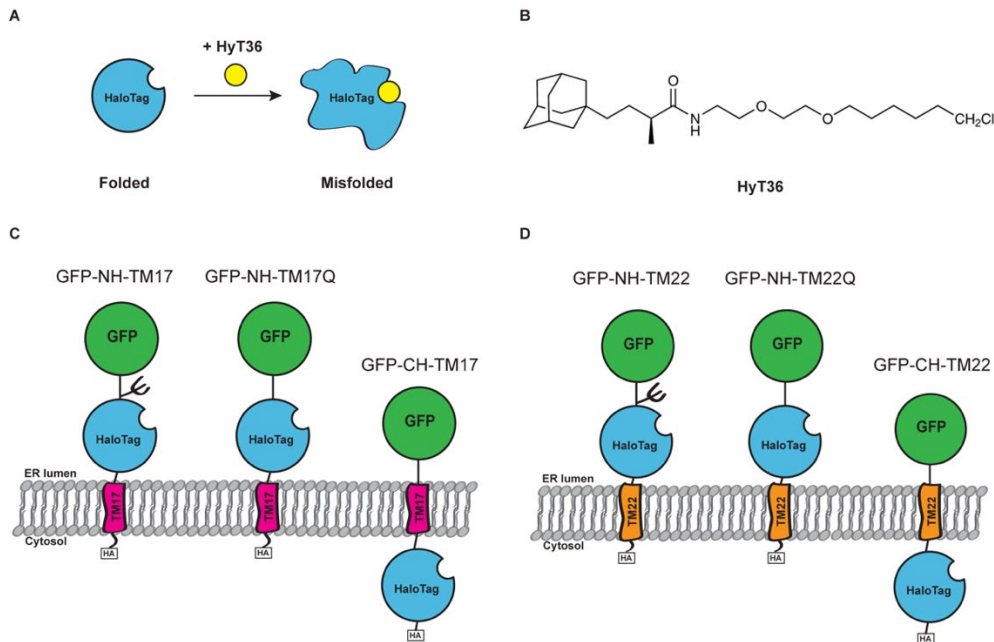 A
+ HyT36
HaloTag
HaloTag
Folded
Misfolded
B
O
N
H
O
O
CH₂Cl
HyT36
C
GFP-NH-TM17
GFP-NH-TM17Q
GFP-CH-TM17
GFP
GFP
GFP
HaloTag
HaloTag
ER lumen
TM17
TM17
TM17
Cytosol
HA
HA
HaloTag
HA
D
GFP-NH-TM22
GFP-NH-TM22Q
GFP-CH-TM22
GFP
GFP
GFP
HaloTag
HaloTag
ER lumen
TM22
TM22
TM22
Cytosol
HA
HA
HaloTag
HA